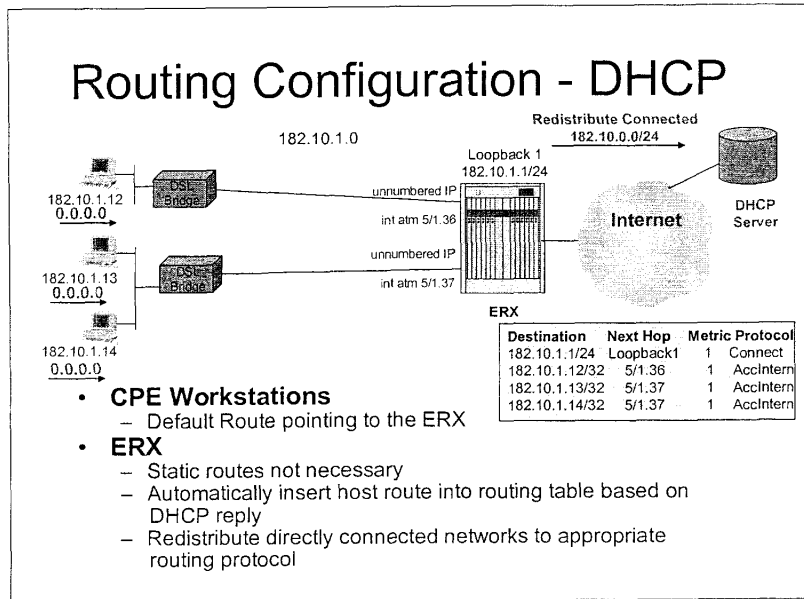 Routing Configuration - DHCP
Redistribute Connected
182.10.0.0/24
182.10.1.0
Loopback 1
182.10.1.1/24
182.10.1.12
0.0.0.0
DSL
Bridge
unnumbered IP
int atm 5/1.36
182.10.1.13
0.0.0.0
DSL
Bridge
unnumbered IP
int atm 5/1.37
182.10.1.14
0.0.0.0
ERX
Internet
DHCP
Server
Destination Next Hop Metric Protocol
182.10.1.1/24 Loopback1 1 Connect
182.10.1.12/32 5/1.36 1 AccIntern
182.10.1.13/32 5/1.37 1 AccIntern
182.10.1.14/32 5/1.37 1 AccIntern
• CPE Workstations
– Default Route pointing to the ERX
• ERX
– Static routes not necessary
– Automatically insert host route into routing table based on
DHCP reply
– Redistribute directly connected networks to appropriate
routing protocol